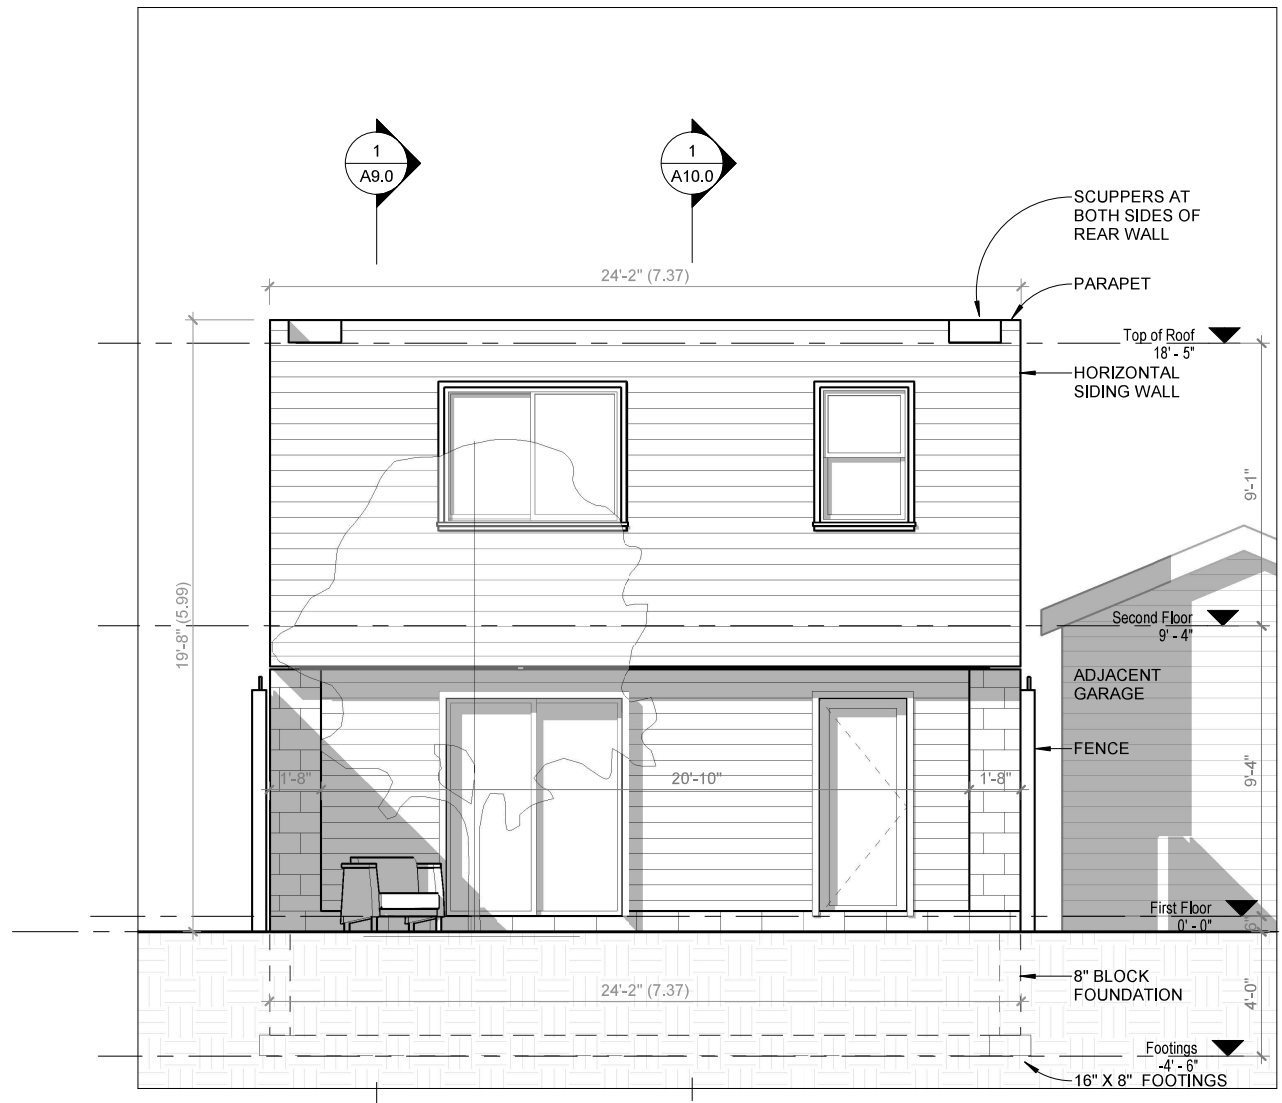 1
A9.0
1
A10.0
SCUPPERS AT
BOTH SIDES OF
REAR WALL
24'-2" (7.37)
PARAPET
Top of Roof
18' - 5"
HORIZONTAL
SIDING WALL
9'-1"
19'-8" (5.99)
Second Floor
9' - 4"
ADJACENT
GARAGE
FENCE
1'-8"
20'-10"
1'-8"
9'-4"
First Floor
0' - 0"
6"
8" BLOCK
FOUNDATION
24'-2" (7.37)
4'-0"
Footings
-4' - 6"
16" X 8" FOOTINGS